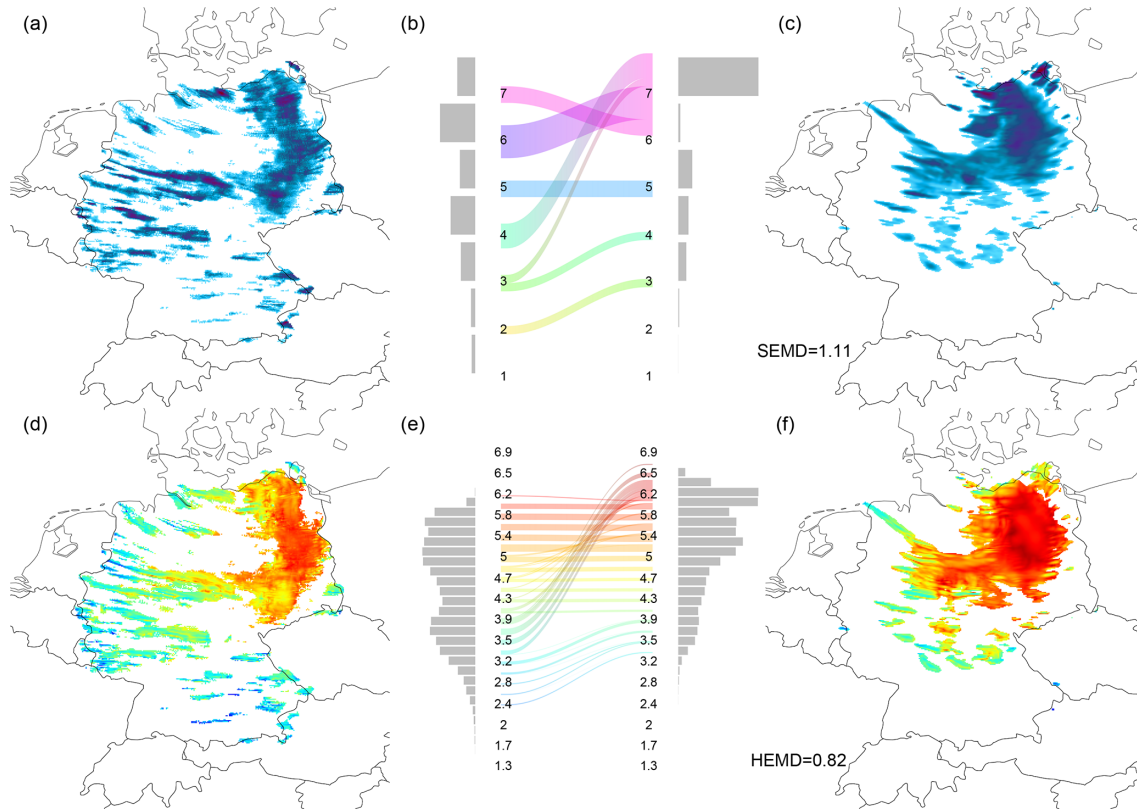 (a)
(b)
(c)
7 7
6 6
5 5
4 4
3 3
2 2
1 1
SEMD=1.11
(d)
(e)
(f)
6.9 6.9
6.5 6.5
6.2 6.2
5.8 5.8
5.4 5.4
5 5
4.7 4.7
4.3 4.3
3.9 3.9
3.5 3.5
3.2 3.2
2.8 2.8
2.4 2.4
2 2
1.7 1.7
1.3 1.3
HEMD=0.82